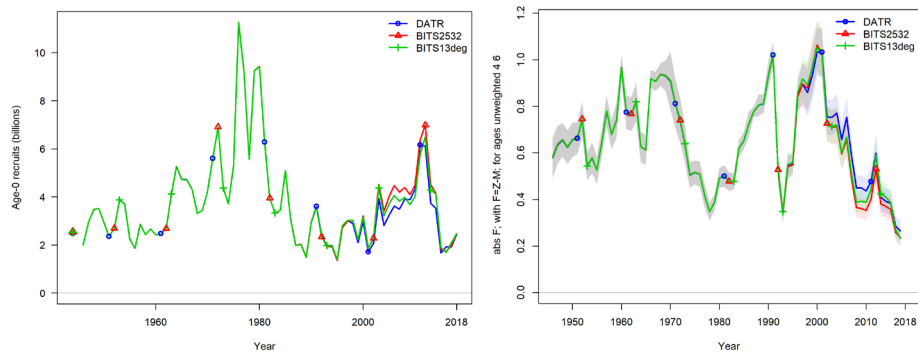 DATR
BITS2532
BITS13deg
Age-0 recruits (billions)
10
8
6
4
2
0
1960
1980
2000
2018
Year
DATR
BITS2532
BITS13deg
abs F; with F=Z-M; for ages unweighted 4 6
1.2
1.0
0.8
0.6
0.4
0.2
0.0
1950
1960
1970
1980
1990
2000
2010
2018
Year